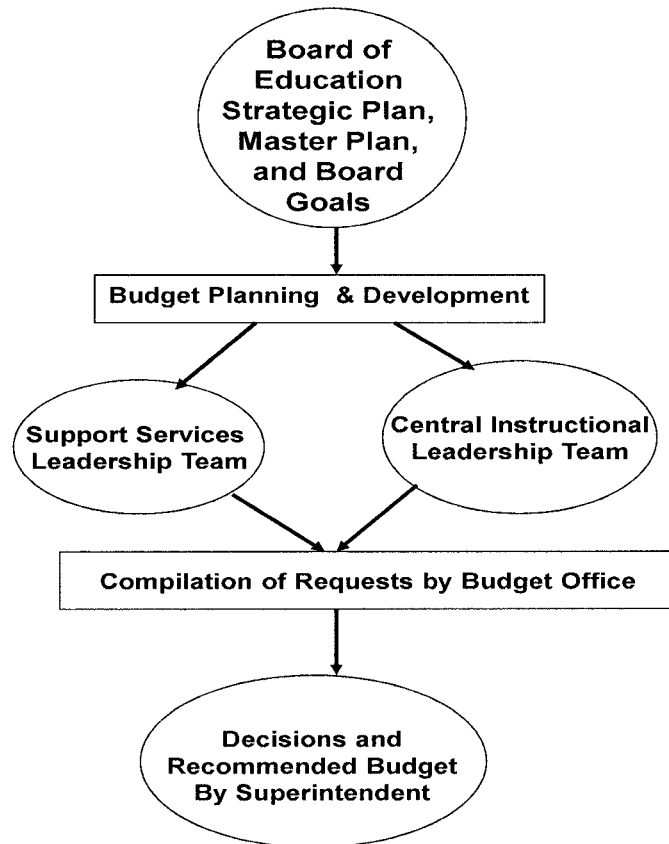 Board of
Education
Strategic Plan,
Master Plan,
and Board
Goals
Budget Planning & Development
Support Services
Leadership Team
Central Instructional
Leadership Team
Compilation of Requests by Budget Office
Decisions and
Recommended Budget
By Superintendent